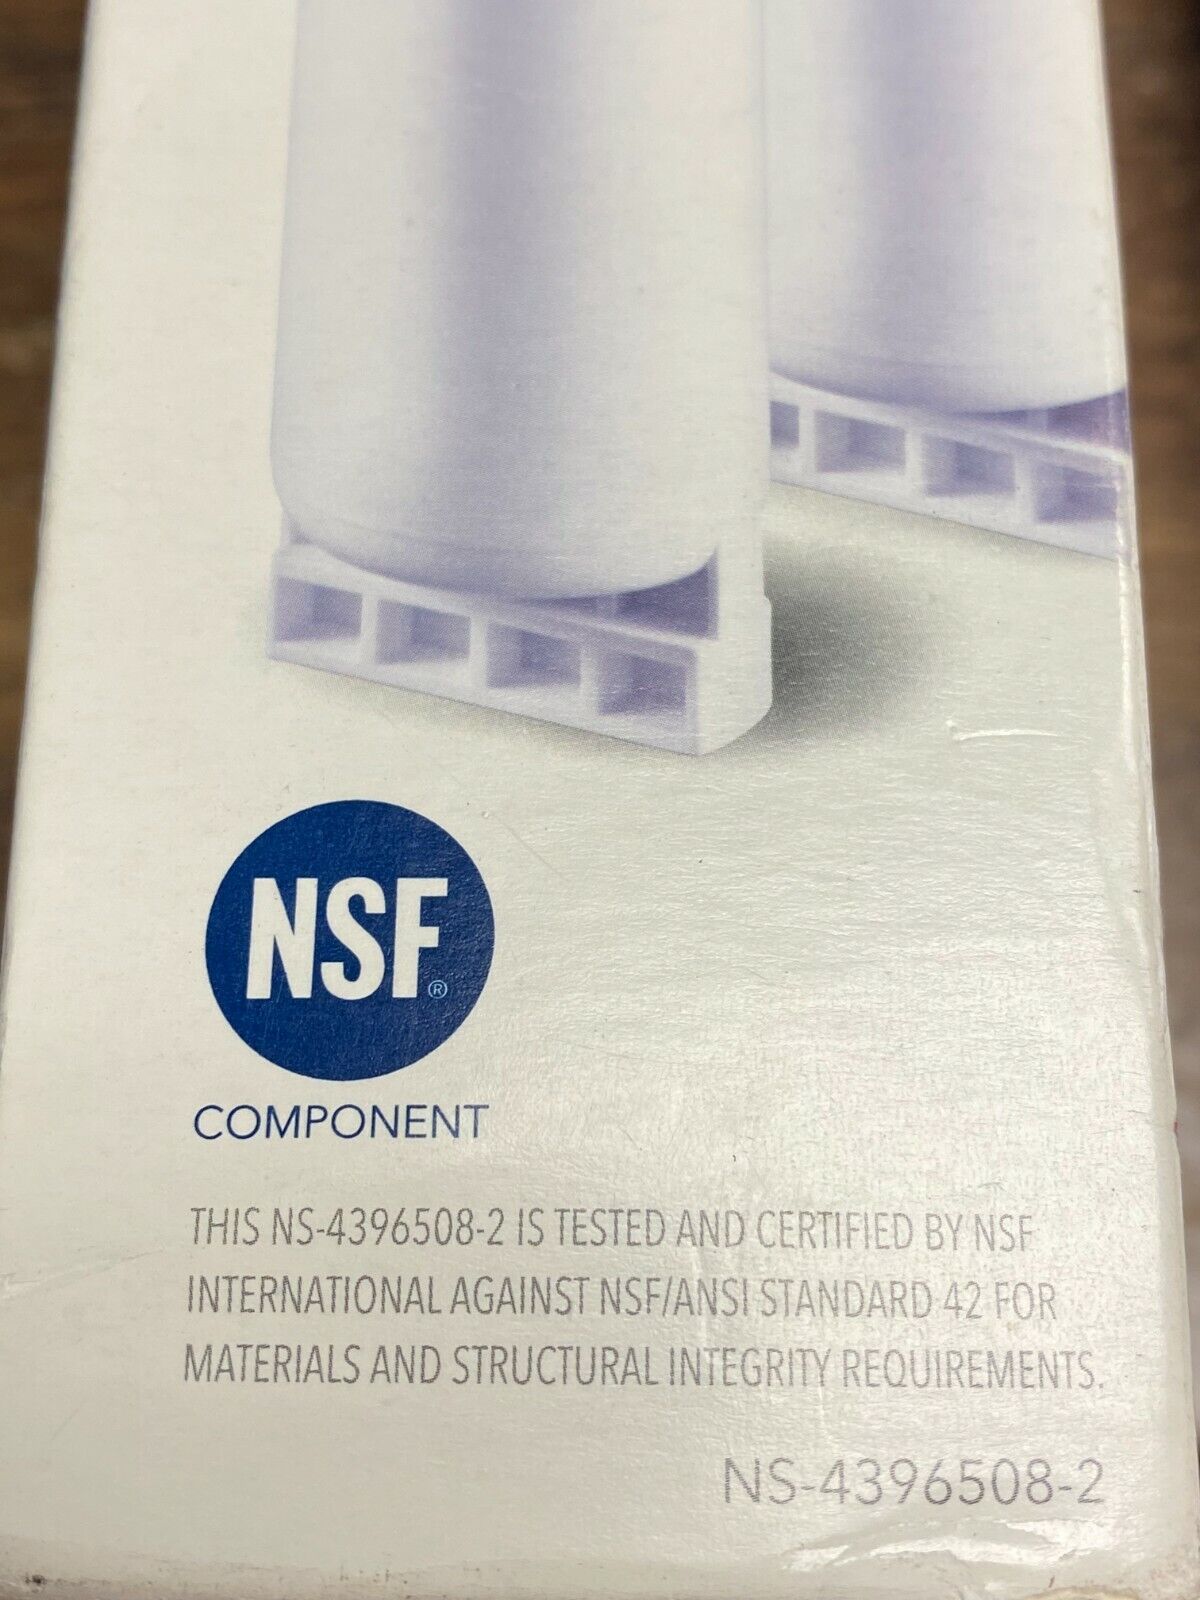 NSF®
COMPONENT
THIS NS-4396508-2 IS TESTED AND CERTIFIED BY NSF
INTERNATIONAL AGAINST NSF/ANSI STANDARD 42 FOR
MATERIALS AND STRUCTURAL INTEGRITY REQUIREMENTS.
NS-4396508-2